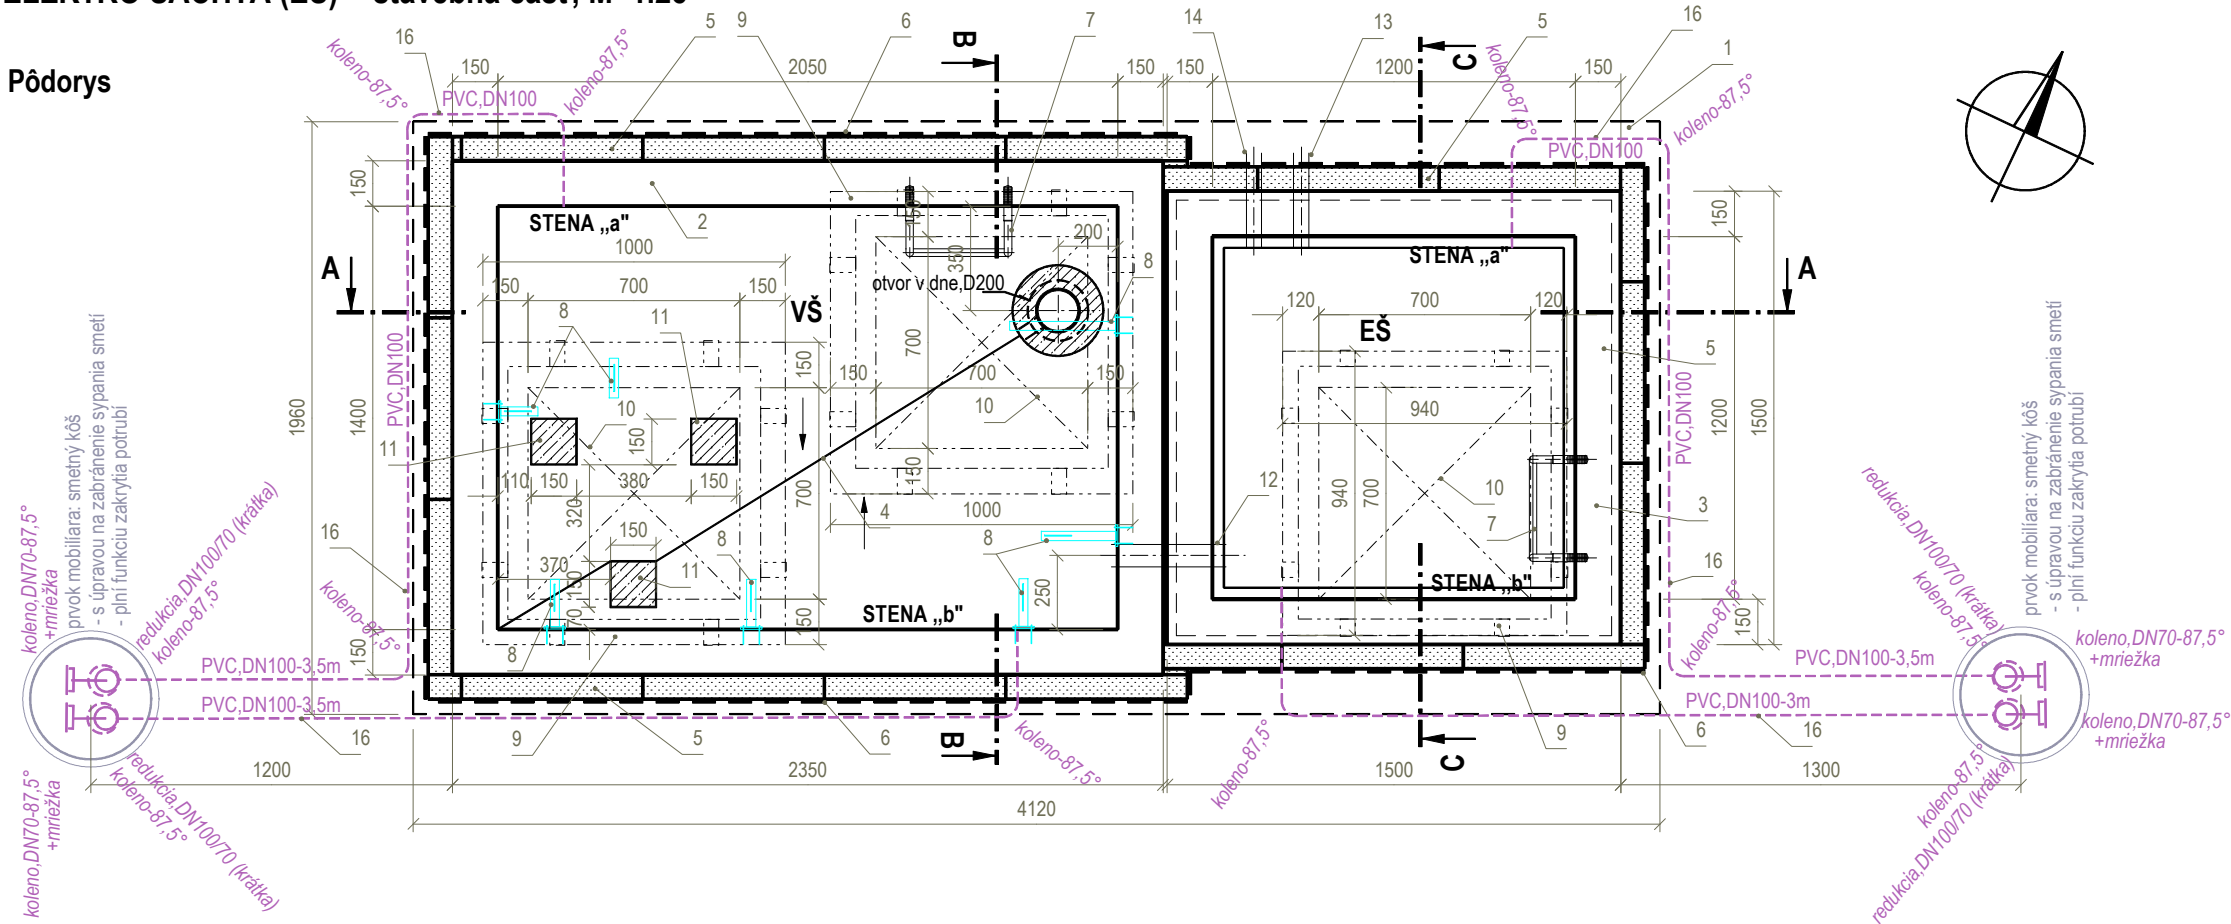 Pôdorys
16
5
9
6
7
14
13
5
16
1
koleno-87,5°
koleno-87,5°
PVC,DN100
150
2050
150
150
1200
150
B
C
koleno-87,5°
koleno-87,5°
PVC,DN100
150
1960
1400
150
PVC,DN100
STENA „a"
2
1000
150
700
150
8
11
VŠ
150
350
200
8
otvor v dne,D200
700
150
700
150
10
150
1000
4
150
700
150
10
11
150
110
150
380
150
320
150
370
150
70
11
8
8
8
STENA „b"
250
12
STENA „a"
120
700
120
EŠ
940
940
700
10
7
STENA „b"
5
3
16
150
1200
1500
150
PVC,DN100
A
A
prvok mobiliára: smetný kôš
- s úpravou na zabránenie sypania smetí
- plní funkciu zakrytia potrubí
koleno,DN70-87,5°
+mriežka
redukcia,DN100/70 (krátka)
koleno-87,5°
16
koleno-87,5°
PVC,DN100-3,5m
PVC,DN100-3,5m
16
9
5
6
B
koleno-87,5°
koleno-87,5°
C
9
16
6
PVC,DN100-3,5m
PVC,DN100-3m
koleno-87,5°
redukcia,DN100/70 (krátka)
koleno-87,5°
prvok mobiliára: smetný kôš
- s úpravou na zabránenie sypania smetí
- plní funkciu zakrytia potrubí
koleno,DN70-87,5°
+mriežka
koleno,DN70-87,5°
+mriežka
koleno-87,5°
redukcia,DN100/70 (krátka)
koleno,DN70-87,5°
+mriežka
koleno-87,5°
redukcia,DN100/70 (krátka)
1200
2350
1500
1300
4120